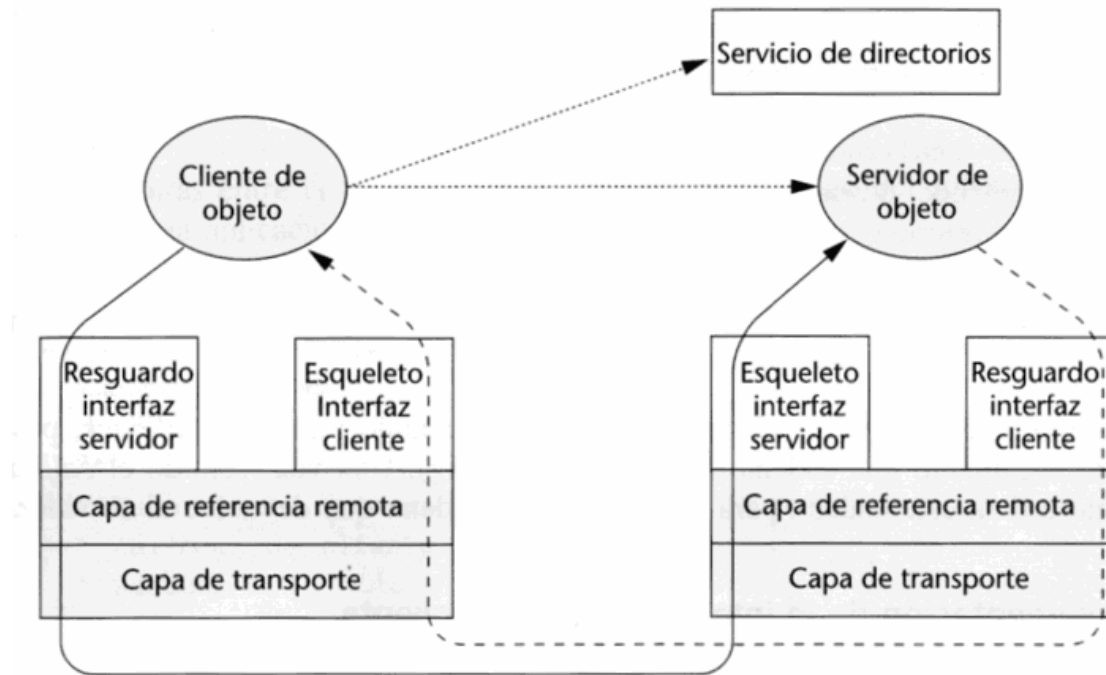 Servicio de directorios
Cliente de
objeto
Servidor de
objeto
Resguardo
interfaz
servidor
Esqueleto
Interfaz
cliente
Esqueleto
interfaz
servidor
Resguardo
interfaz
cliente
Capa de referencia remota
Capa de referencia remota
Capa de transporte
Capa de transporte